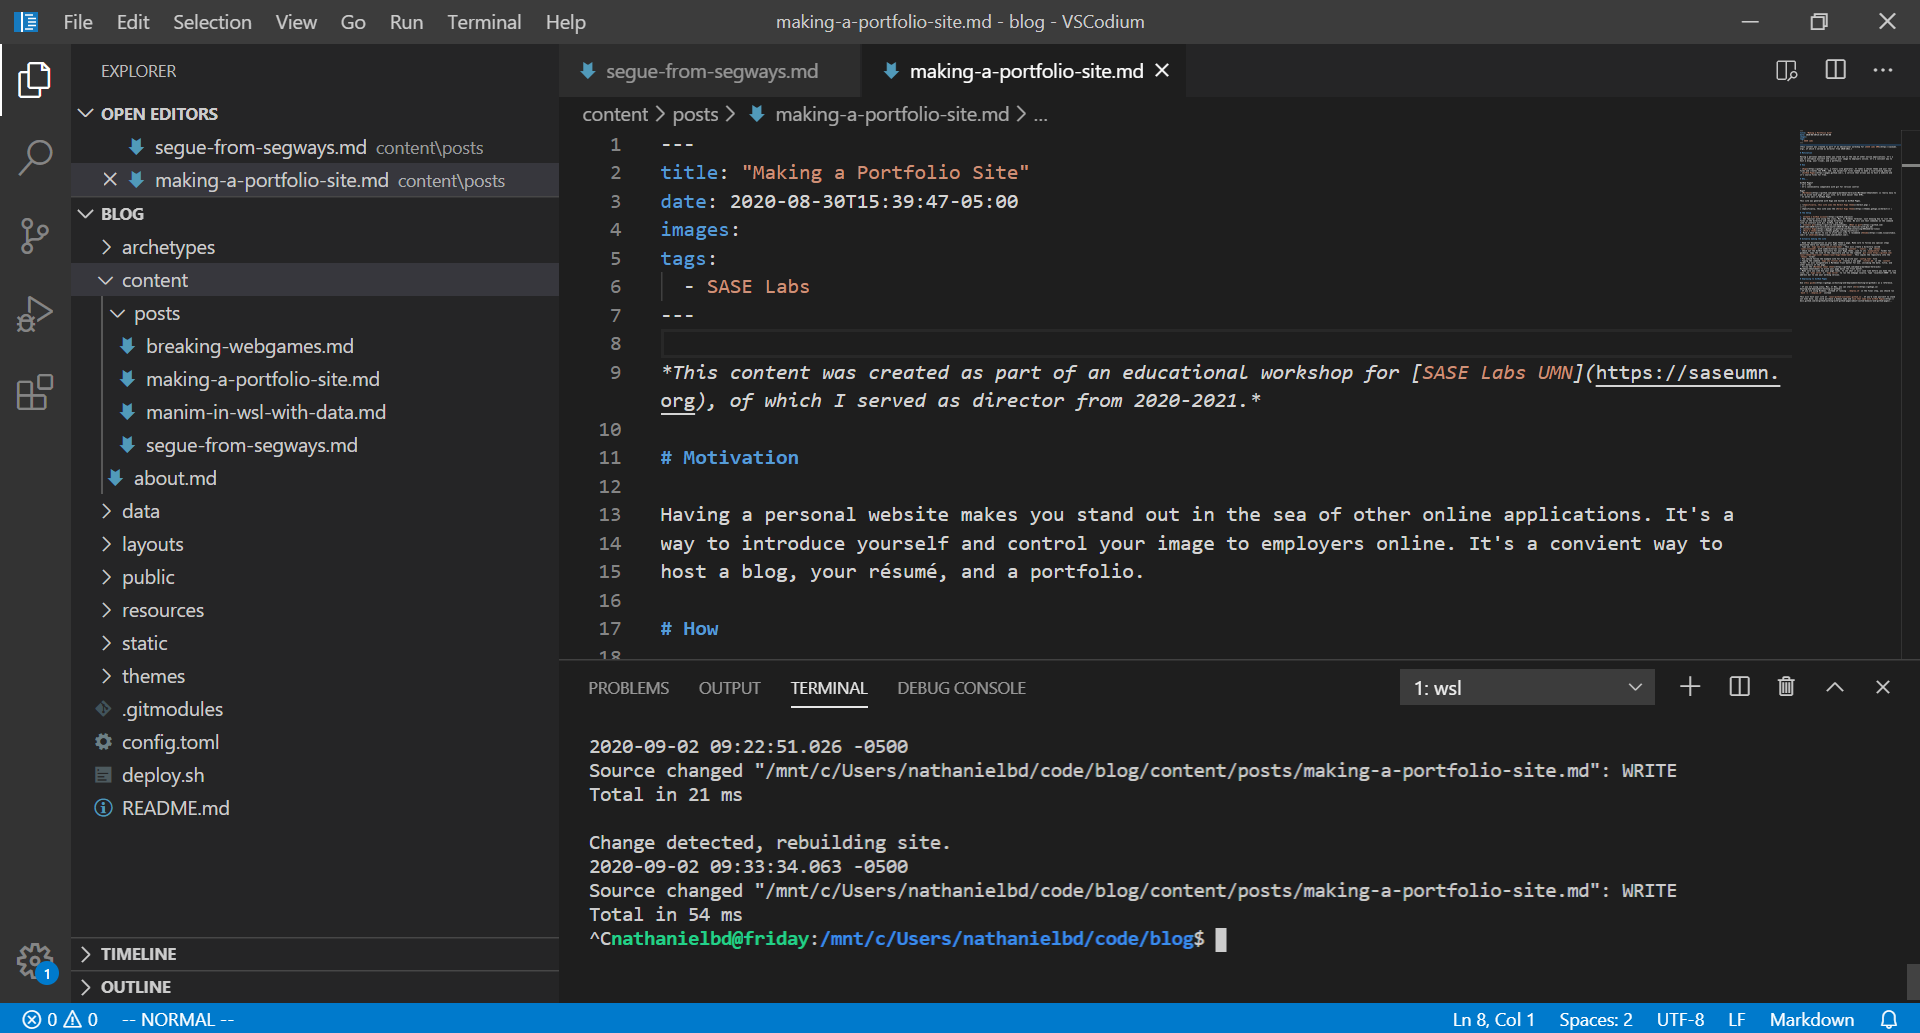 File Edit Selection View Go Run Terminal Help
making-a-portfolio-site.md - blog - VSCodium
EXPLORER
OPEN EDITORS
segue-from-segways.md content\posts
making-a-portfolio-site.md content\posts
BLOG
archetypes
content
posts
breaking-webgames.md
making-a-portfolio-site.md
manim-in-wsl-with-data.md
segue-from-segways.md
about.md
data
layouts
public
resources
static
themes
.gitmodules
config.toml
deploy.sh
README.md
TIMELINE
OUTLINE
1
segue-from-segways.md
making-a-portfolio-site.md
content > posts > making-a-portfolio-site.md > ...
1 ---
2 title: "Making a Portfolio Site"
3 date: 2020-08-30T15:39:47-05:00
4 images:
5 tags:
6 - SASE Labs
7 ---
8
9 *This content was created as part of an educational workshop for [SASE Labs UMN](https://saseumn.
org), of which I served as director from 2020-2021.*
10
11 # Motivation
12
13 Having a personal website makes you stand out in the sea of other online applications. It's a
14 way to introduce yourself and control your image to employers online. It's a convient way to
15 host a blog, your résumé, and a portfolio.
16
17 # How
18
PROBLEMS OUTPUT TERMINAL DEBUG CONSOLE
1: wsl
2020-09-02 09:22:51.026 -0500
Source changed "/mnt/c/Users/nathanielbd/code/blog/content/posts/making-a-portfolio-site.md": WRITE
Total in 21 ms
Change detected, rebuilding site.
2020-09-02 09:33:34.063 -0500
Source changed "/mnt/c/Users/nathanielbd/code/blog/content/posts/making-a-portfolio-site.md": WRITE
Total in 54 ms
^Cnathanielbd@friday:/mnt/c/Users/nathanielbd/code/blog$
0 0 -- NORMAL --
Ln 8, Col 1 Spaces: 2 UTF-8 LF Markdown